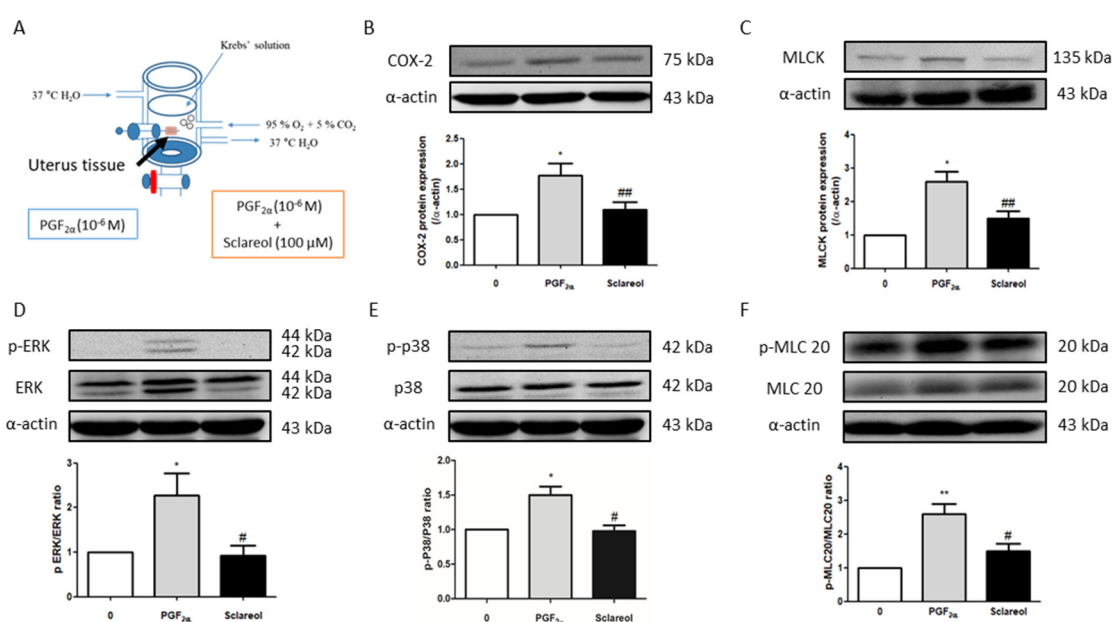 A
Krebs' solution
37 °C H₂O
95 % O₂ + 5 % CO₂
37 °C H₂O
Uterus tissue
PGF₂α (10⁻⁶ M)
PGF₂α (10⁻⁶ M)
+
Sclareol (100 μM)
B
COX-2
75 kDa
α-actin
43 kDa
COX-2 protein expression
(/α-actin)
2.5
2.0
1.5
1.0
0.5
0.0
*
##
0
PGF₂α
Sclareol
C
MLCK
135 kDa
α-actin
43 kDa
MLCK protein expression
(/α-actin)
4
3
2
1
0
*
##
0
PGF₂α
Sclareol
D
p-ERK
44 kDa
42 kDa
ERK
44 kDa
42 kDa
α-actin
43 kDa
p ERK/ERK ratio
3
2
1
0
*
#
0
PGF₂α
Sclareol
E
p-p38
42 kDa
p38
42 kDa
α-actin
43 kDa
p-P38/P38 ratio
2.0
1.5
1.0
0.5
0.0
*
#
0
Sclareol
F
p-MLC 20
20 kDa
MLC 20
20 kDa
α-actin
43 kDa
p-MLC20/MLC20 ratio
4
3
2
1
0
**
#
0
PGF₂α
Sclareol